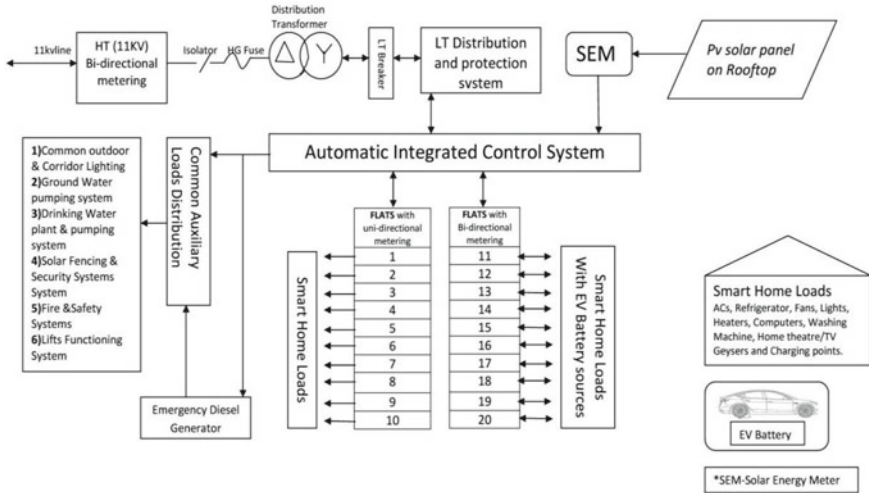 11kvline
HT (11KV)
Bi-directional
metering
Isolator
HG Fuse
Distribution
Transformer
LT Breaker
LT Distribution
and protection
system
SEM
Pv solar panel
on Rooftop
Automatic Integrated Control System
1)Common outdoor
& Corridor Lighting
2)Ground Water
pumping system
3)Drinking Water
plant & pumping
system
4)Solar Fencing &
Security Systems
System
5)Fire &Safety
Systems
6)Lifts Functioning
System
Common Auxiliary
Loads Distribution
Emergency Diesel
Generator
Smart Home Loads
FLATS with
uni-directional
metering
1
2
3
4
5
6
7
8
9
10
FLATS with
Bi-directional
metering
11
12
13
14
15
16
17
18
19
20
Smart Home Loads
With EV Battery sources
Smart Home Loads
ACs, Refrigerator, Fans, Lights,
Heaters, Computers, Washing
Machine, Home theatre/TV
Geysers and Charging points.
EV Battery
*SEM-Solar Energy Meter